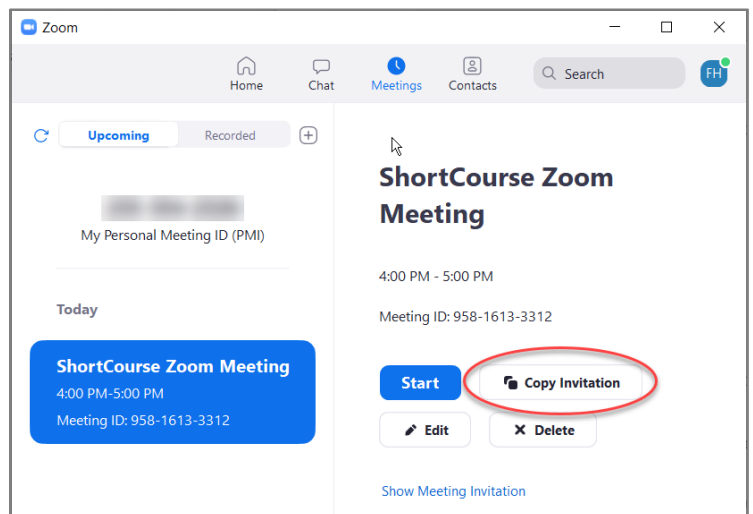 Zoom
Home
Chat
Meetings
Contacts
Search
FH
Upcoming
Recorded
My Personal Meeting ID (PMI)
Today
ShortCourse Zoom Meeting
4:00 PM-5:00 PM
Meeting ID: 958-1613-3312
ShortCourse Zoom
Meeting
4:00 PM - 5:00 PM
Meeting ID: 958-1613-3312
Start
Copy Invitation
Edit
Delete
Show Meeting Invitation